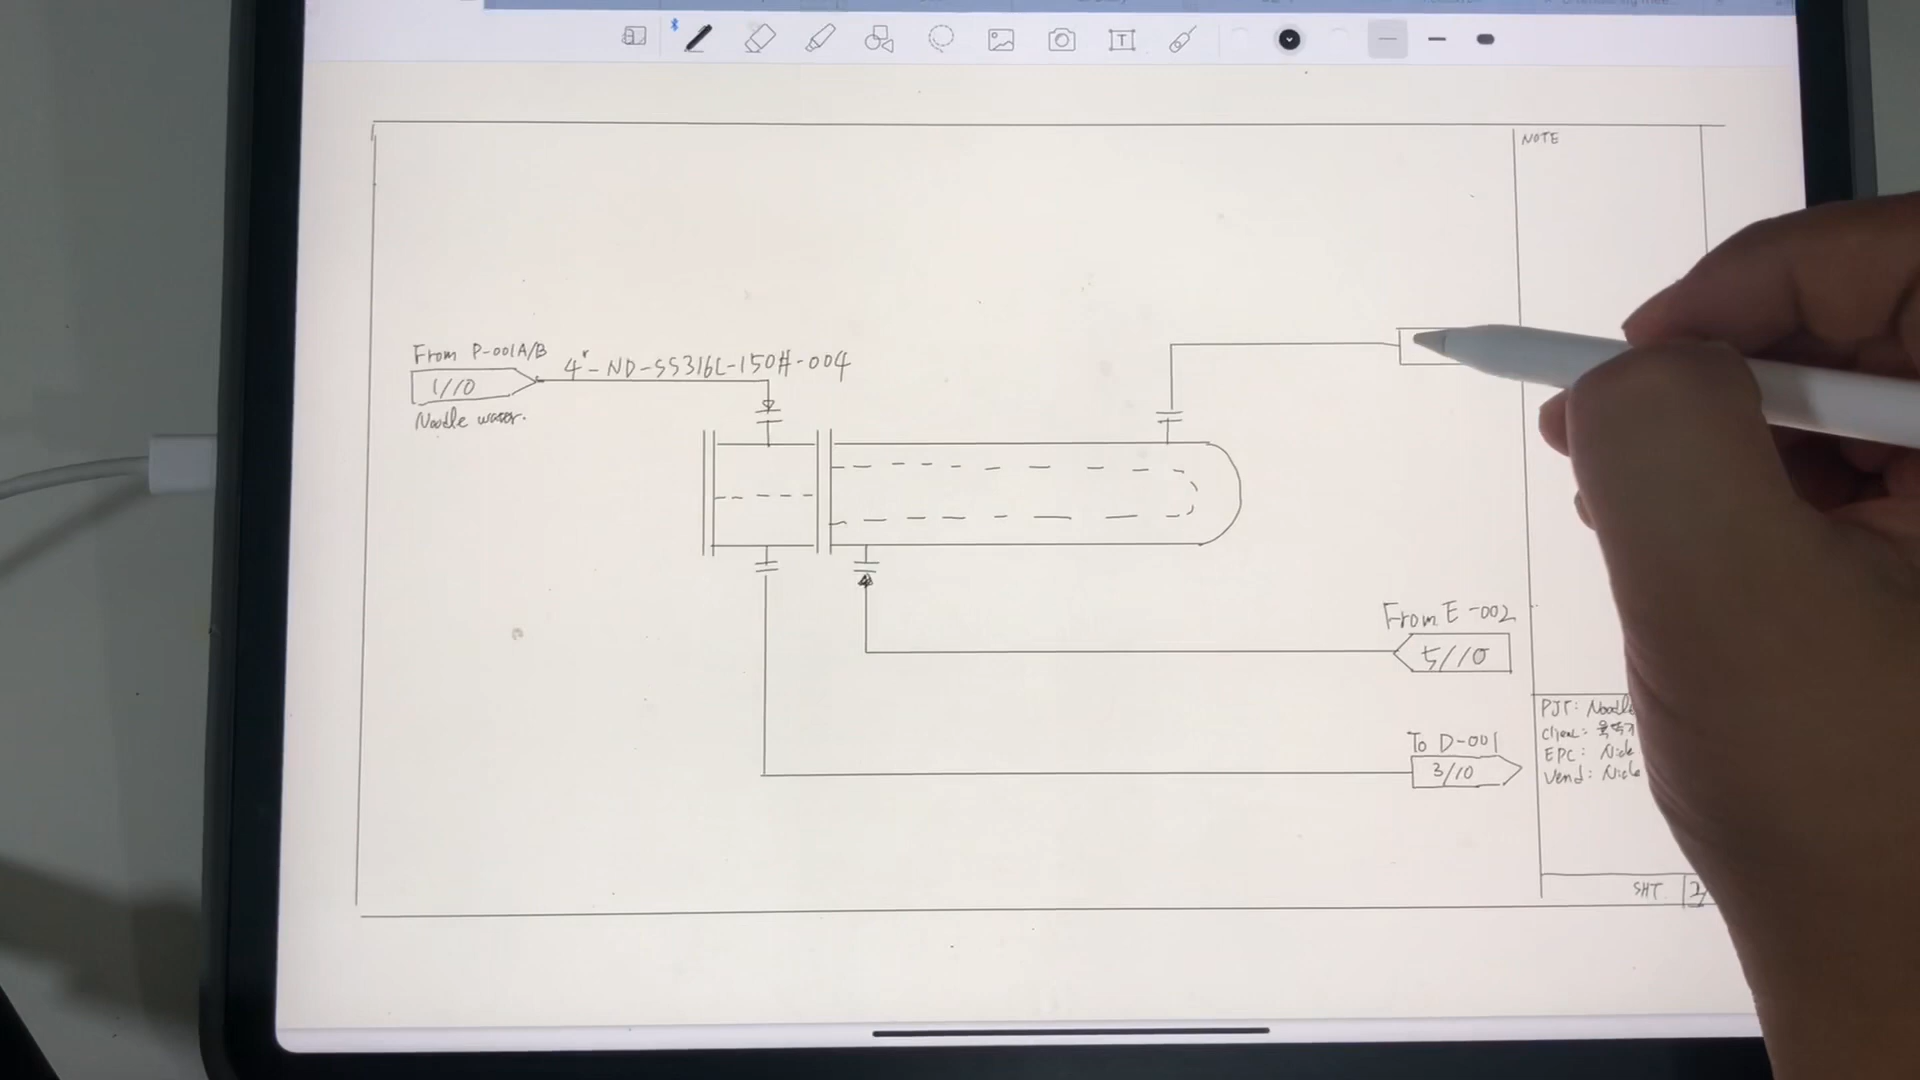 NOTE
From P-001A/B
1/10
Noodle water.
4"-ND-SS316L-150#-004
From E-002
5/10
To D-001
3/10
PJT: Noodle
Client:
EPC: Nick
Vend: Nick
SHT.
T